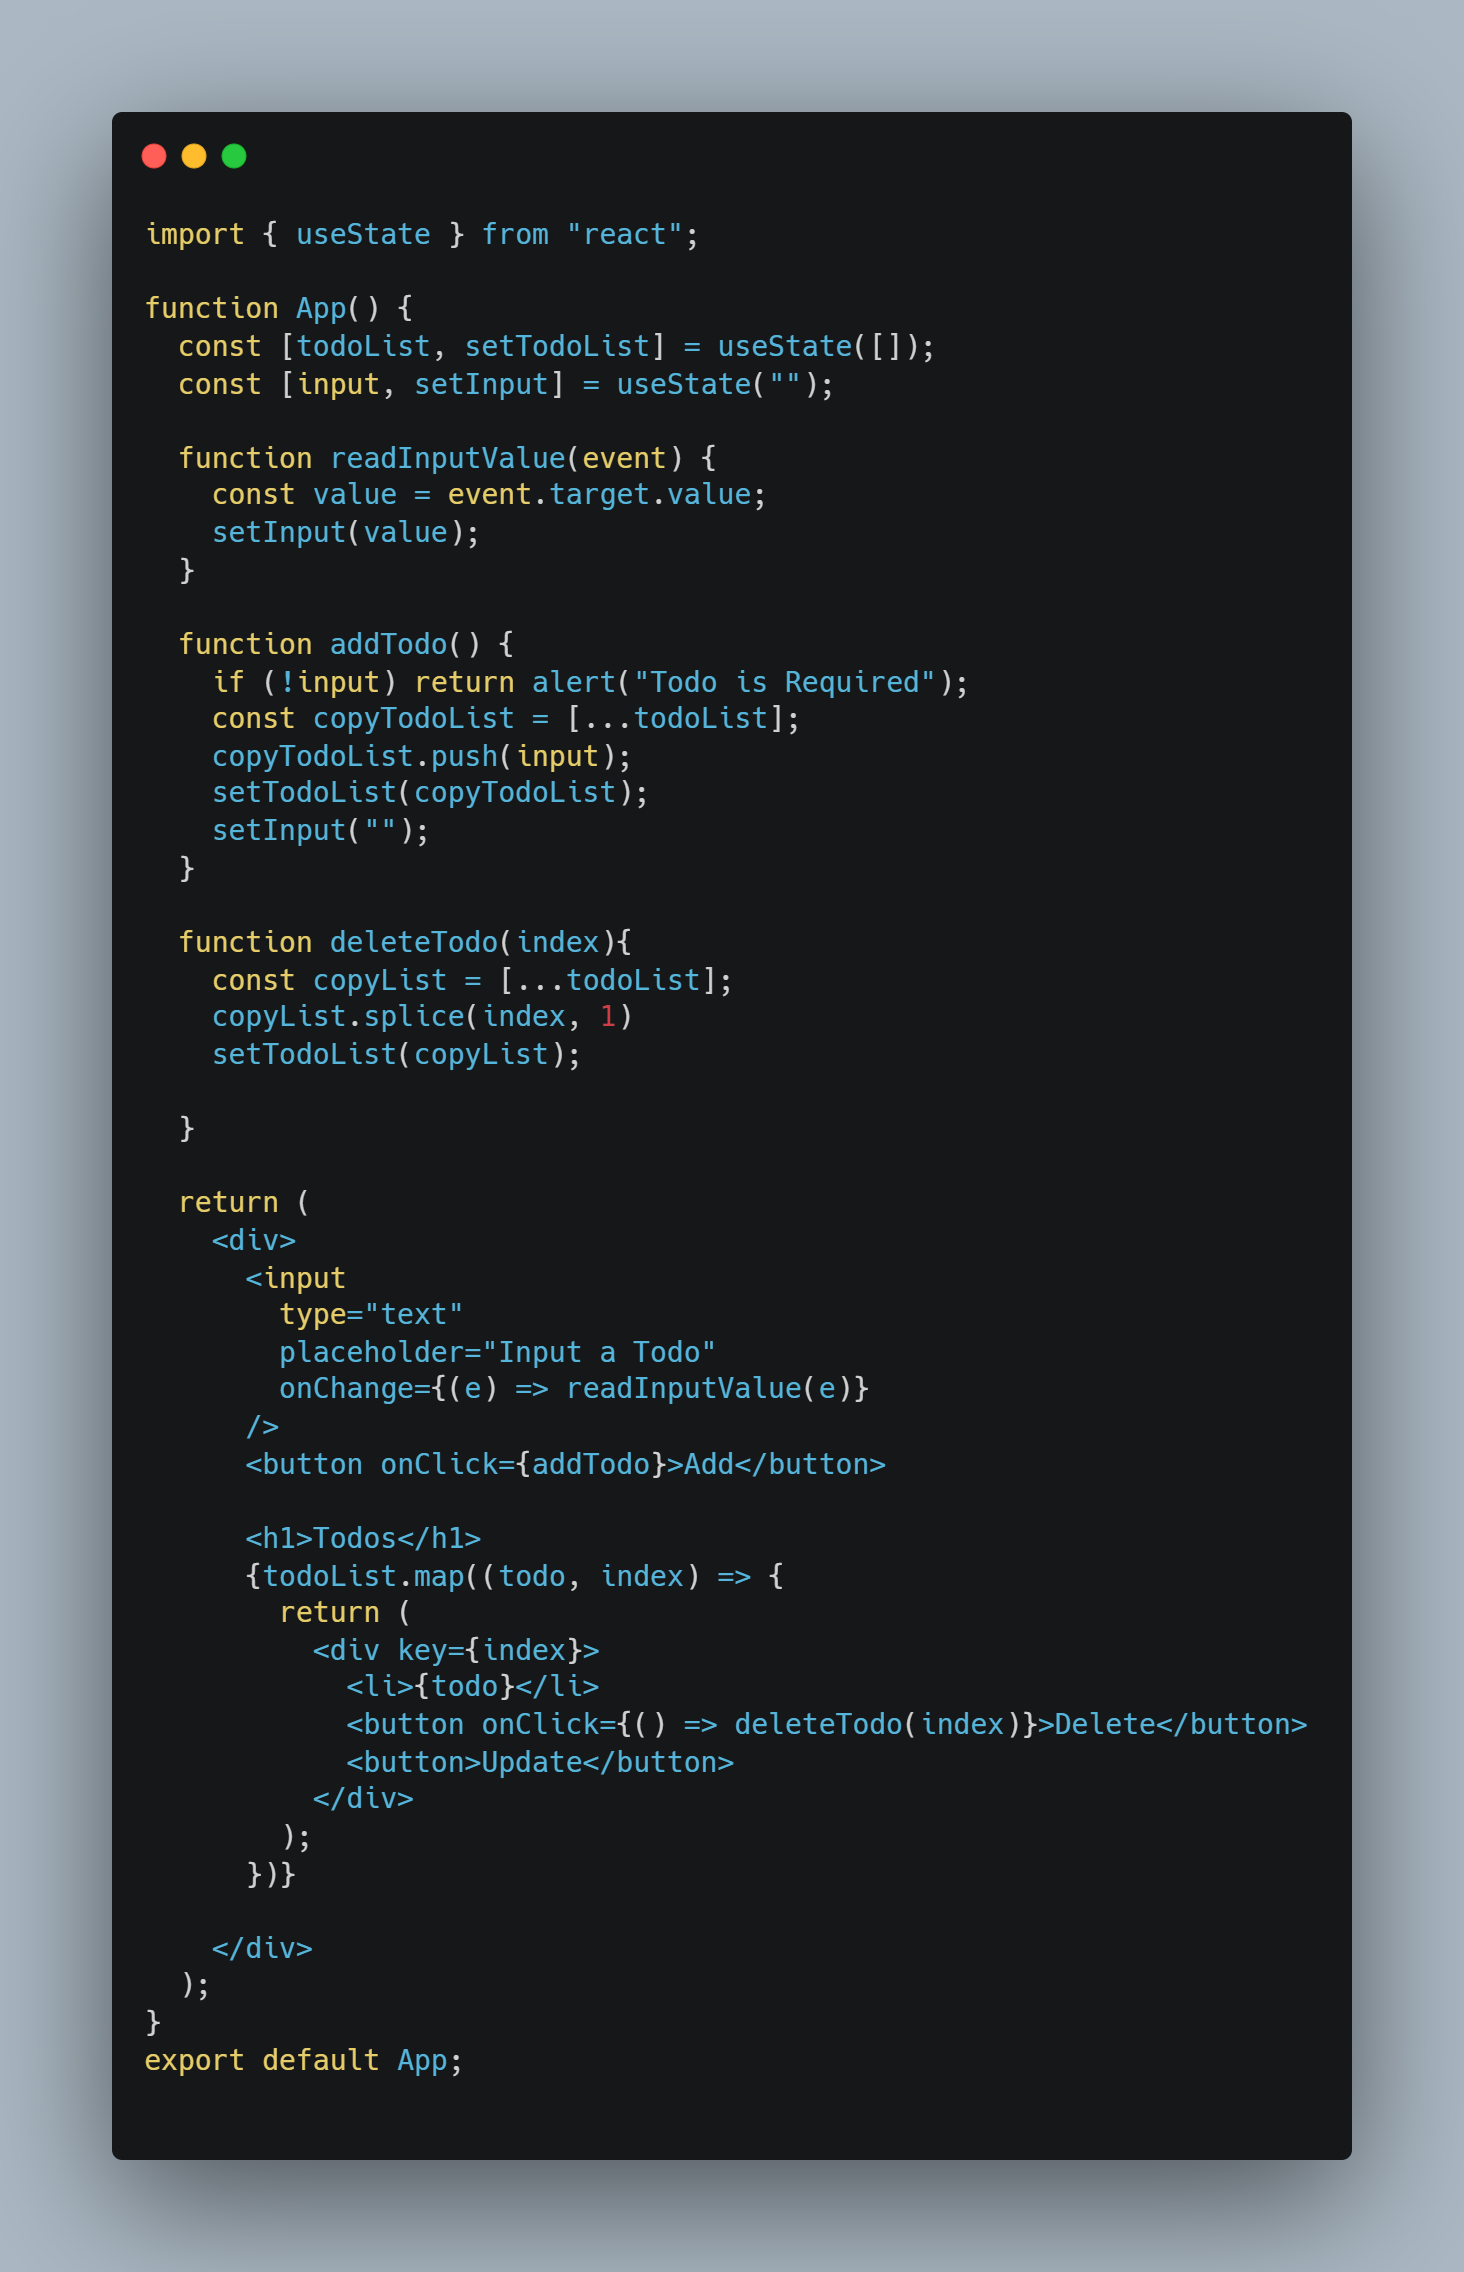 import { useState } from "react";

function App() {
  const [todoList, setTodoList] = useState([]);
  const [input, setInput] = useState("");

  function readInputValue(event) {
    const value = event.target.value;
    setInput(value);
  }

  function addTodo() {
    if (!input) return alert("Todo is Required");
    const copyTodoList = [...todoList];
    copyTodoList.push(input);
    setTodoList(copyTodoList);
    setInput("");
  }

  function deleteTodo(index){
    const copyList = [...todoList];
    copyList.splice(index, 1)
    setTodoList(copyList);

  }

  return (
    <div>
      <input
        type="text"
        placeholder="Input a Todo"
        onChange={(e) => readInputValue(e)}
      />
      <button onClick={addTodo}>Add</button>

      <h1>Todos</h1>
      {todoList.map((todo, index) => {
        return (
          <div key={index}>
            <li>{todo}</li>
            <button onClick={() => deleteTodo(index)}>Delete</button>
            <button>Update</button>
          </div>
        );
      })}

    </div>
  );
}
export default App;